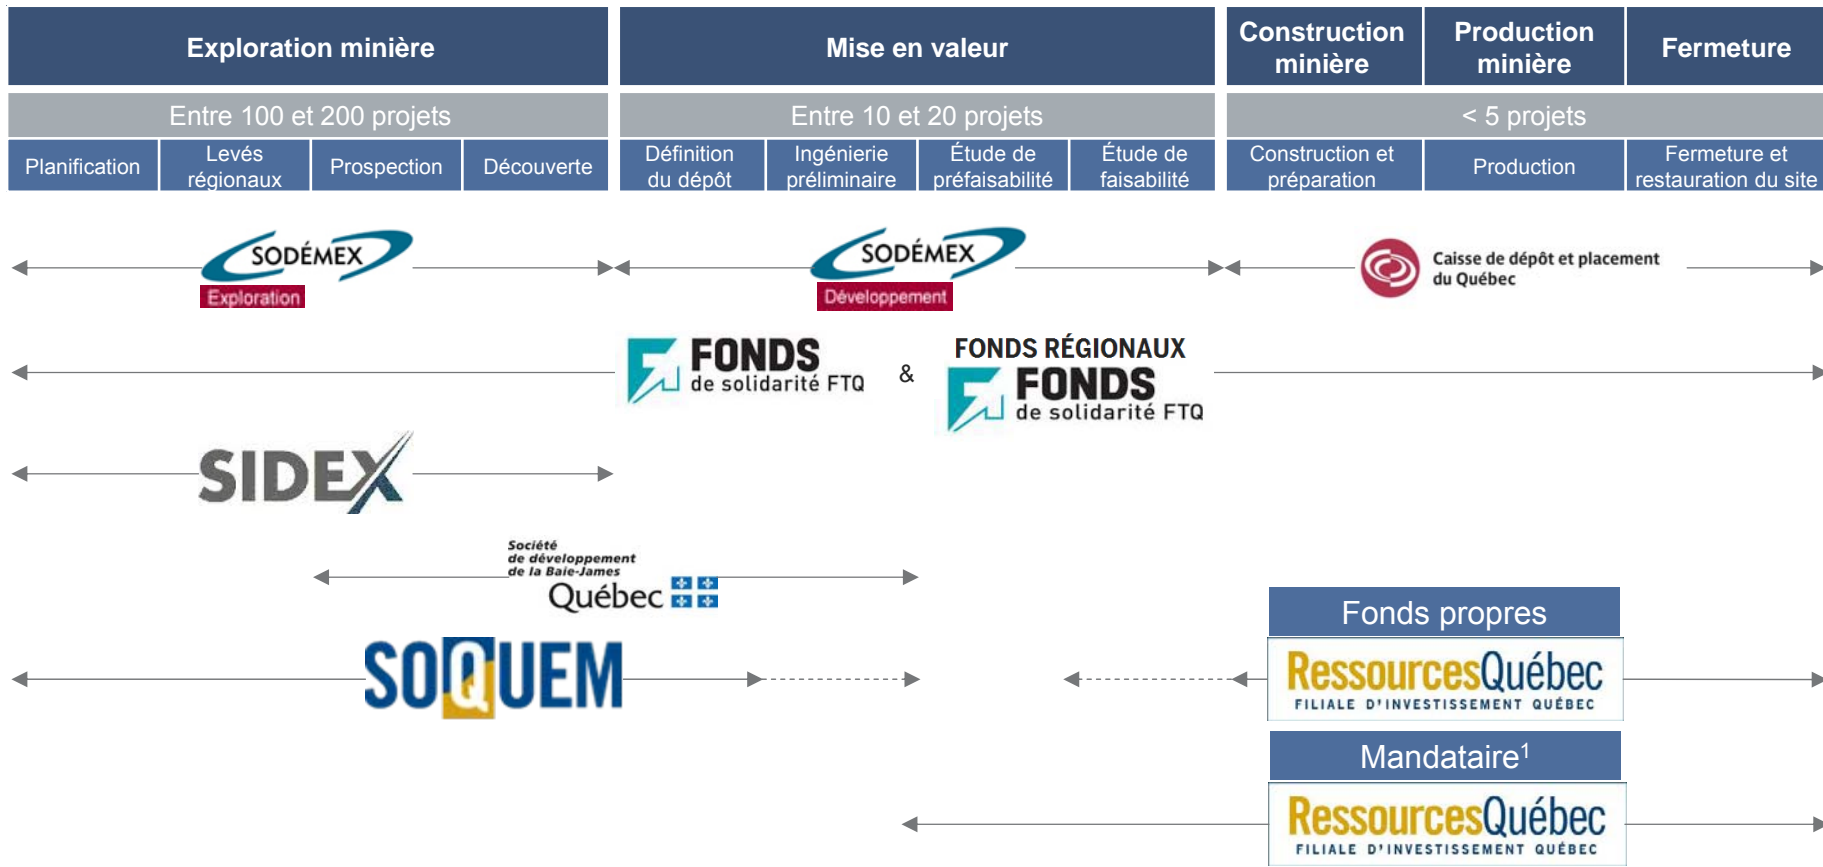 Exploration minière
Mise en valeur
Construction
minière
Production
minière
Fermeture
Entre 100 et 200 projets
Entre 10 et 20 projets
< 5 projets
Planification
Levés
régionaux
Prospection
Découverte
Définition
du dépôt
Ingénierie
préliminaire
Étude de
préfaisabilité
Étude de
faisabilité
Construction et
préparation
Production
Fermeture et
restauration du site
SODÉMEX
Exploration
SODÉMEX
Développement
Caisse de dépôt et placement
du Québec
FONDS
de solidarité FTQ
&
FONDS RÉGIONAUX
FONDS
de solidarité FTQ
SIDEX
Société
de développement
de la Baie-James
Québec
SOQUEM
Fonds propres
RessourcesQuébec
FILIALE D'INVESTISSEMENT QUÉBEC
Mandataire¹
RessourcesQuébec
FILIALE D'INVESTISSEMENT QUÉBEC